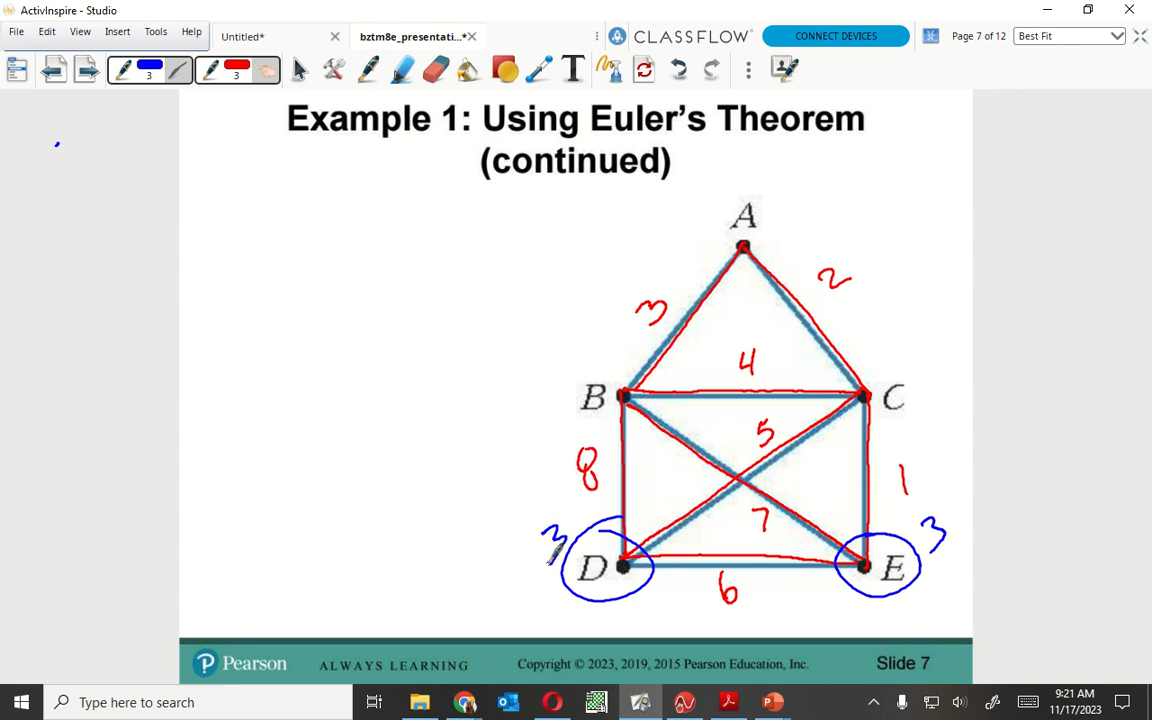 ActivInspire - Studio
File Edit View Insert Tools Help
Untitled*
bztm8e_presentati...*
CLASSFLOW
CONNECT DEVICES
Page 7 of 12
Best Fit
3
3
Example 1: Using Euler's Theorem
(continued)
A
2
3
4
B
C
5
8
1
7
3
3
D
E
6
Pearson
ALWAYS LEARNING
Copyright © 2023, 2019, 2015 Pearson Education, Inc.
Slide 7
Type here to search
9:21 AM
11/17/2023